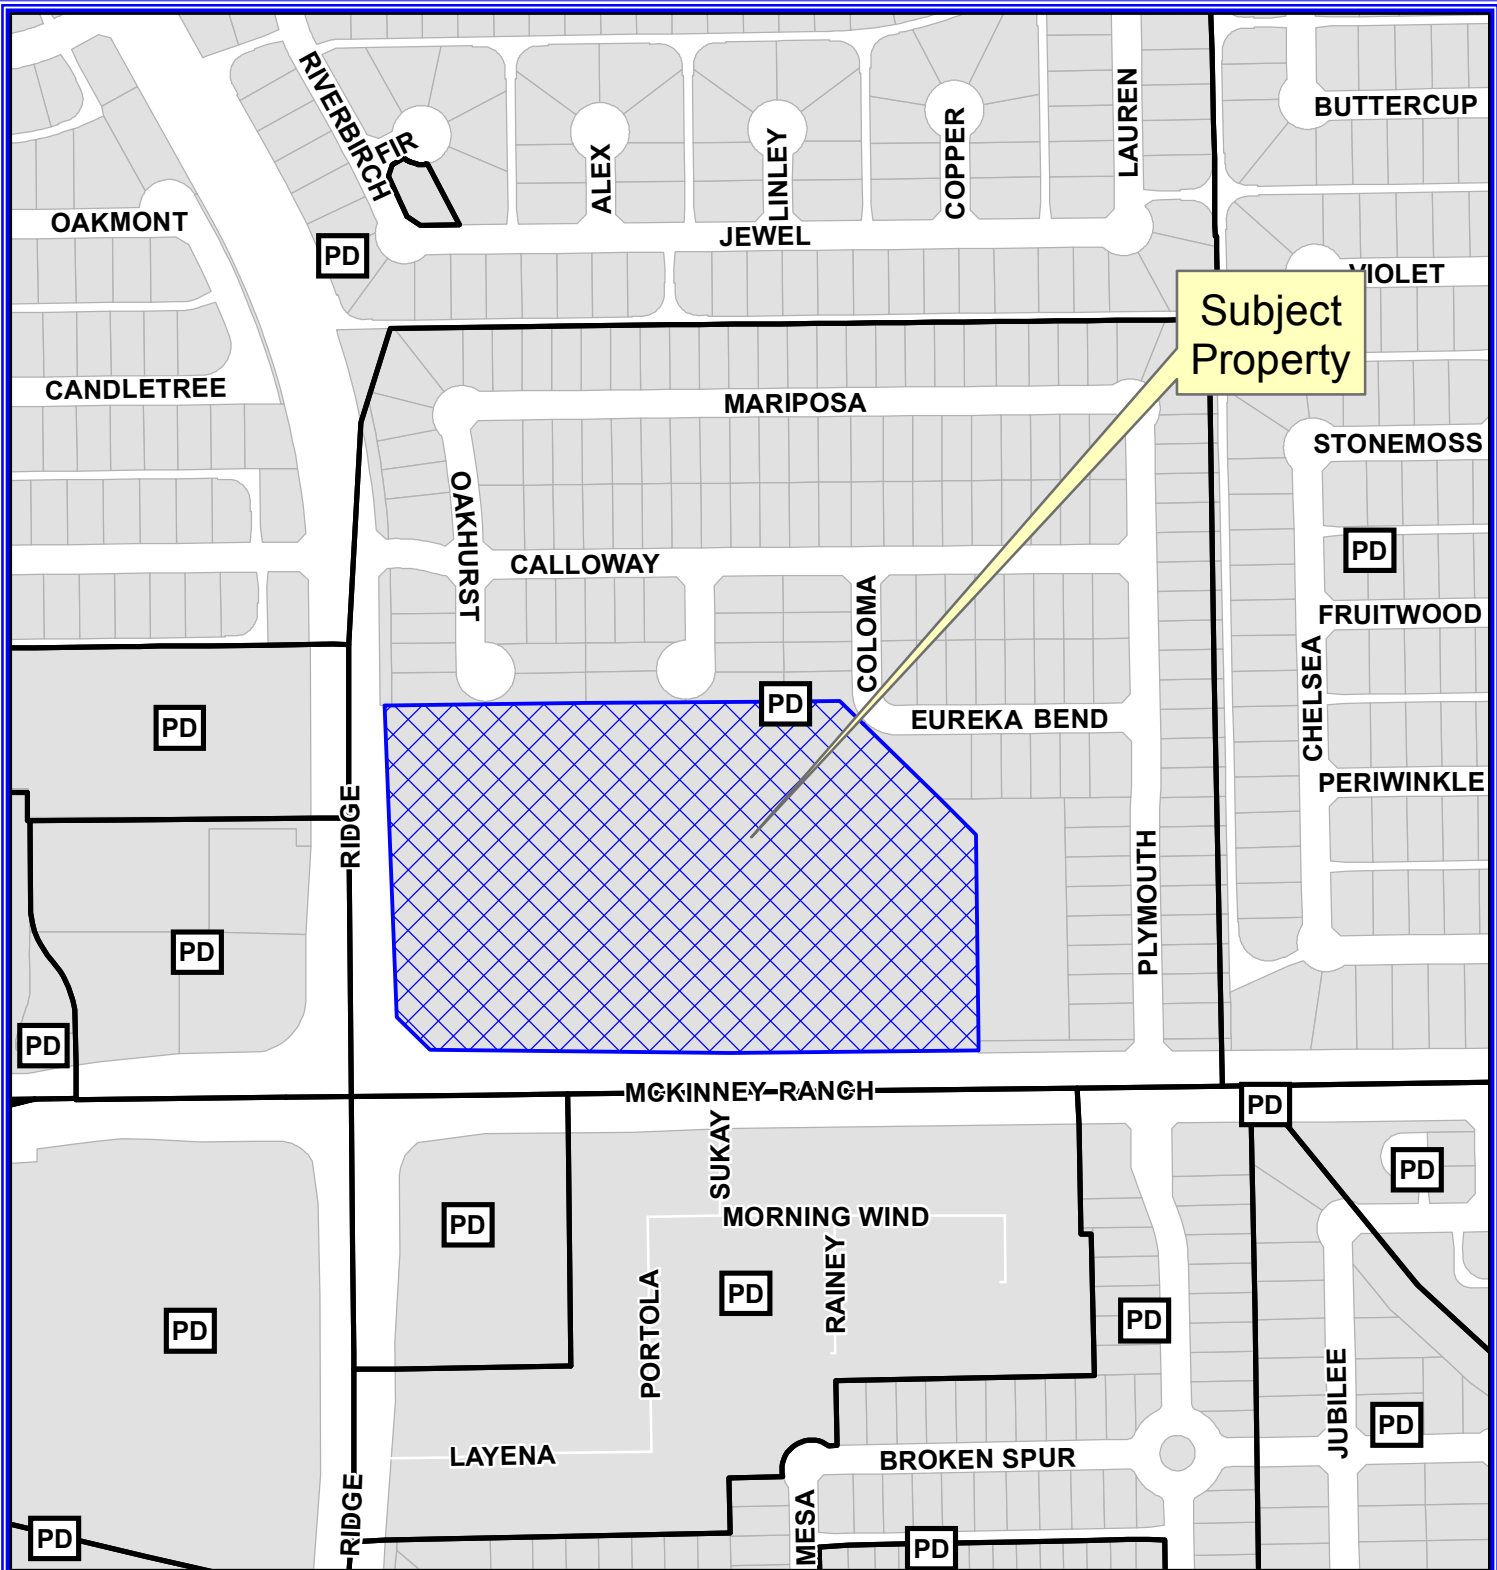 RIVERBIRCH
FIR
ALEX
LINLEY
COPPER
LAUREN
BUTTERCUP
OAKMONT
JEWEL
PD
VIOLET
Subject
Property
CANDLETREE
MARIPOSA
STONEMOSS
OAKHURST
CALLOWAY
COLOMA
PD
FRUITWOOD
CHELSEA
PD
PD
EUREKA BEND
PERIWINKLE
RIDGE
PLYMOUTH
PD
PD
MCKINNEY RANCH
PD
SUKAY
PD
PD
MORNING WIND
RAINEY
PORTOLA
PD
PD
PD
JUBILEE
PD
LAYENA
BROKEN SPUR
RIDGE
MESA
PD
PD